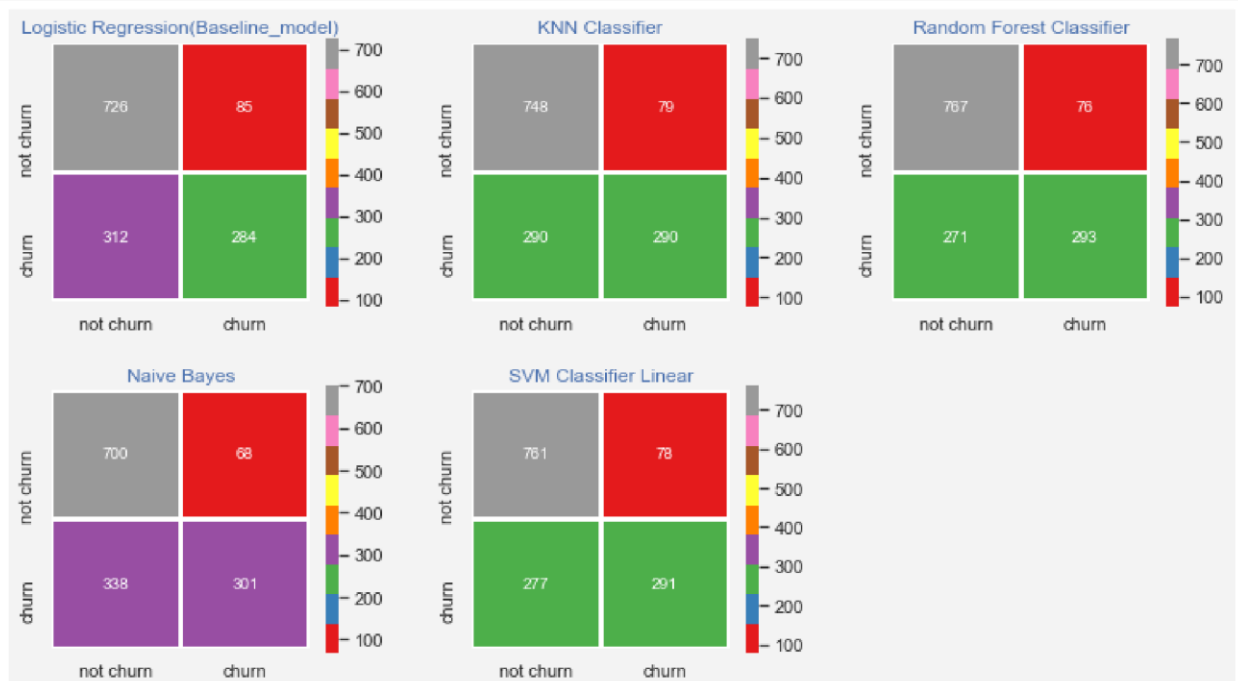 Logistic Regression(Baseline_model)
726 85
312 284
not churn
churn
not churn churn
700
600
500
400
300
200
100
KNN Classifier
748 79
290 290
not churn
churn
not churn churn
700
600
500
400
300
200
100
Random Forest Classifier
767 76
271 293
not churn
churn
not churn churn
700
600
500
400
300
200
100
Naive Bayes
700 68
338 301
not churn
churn
not churn churn
700
600
500
400
300
200
100
SVM Classifier Linear
761 78
277 291
not churn
churn
not churn churn
700
600
500
400
300
200
100